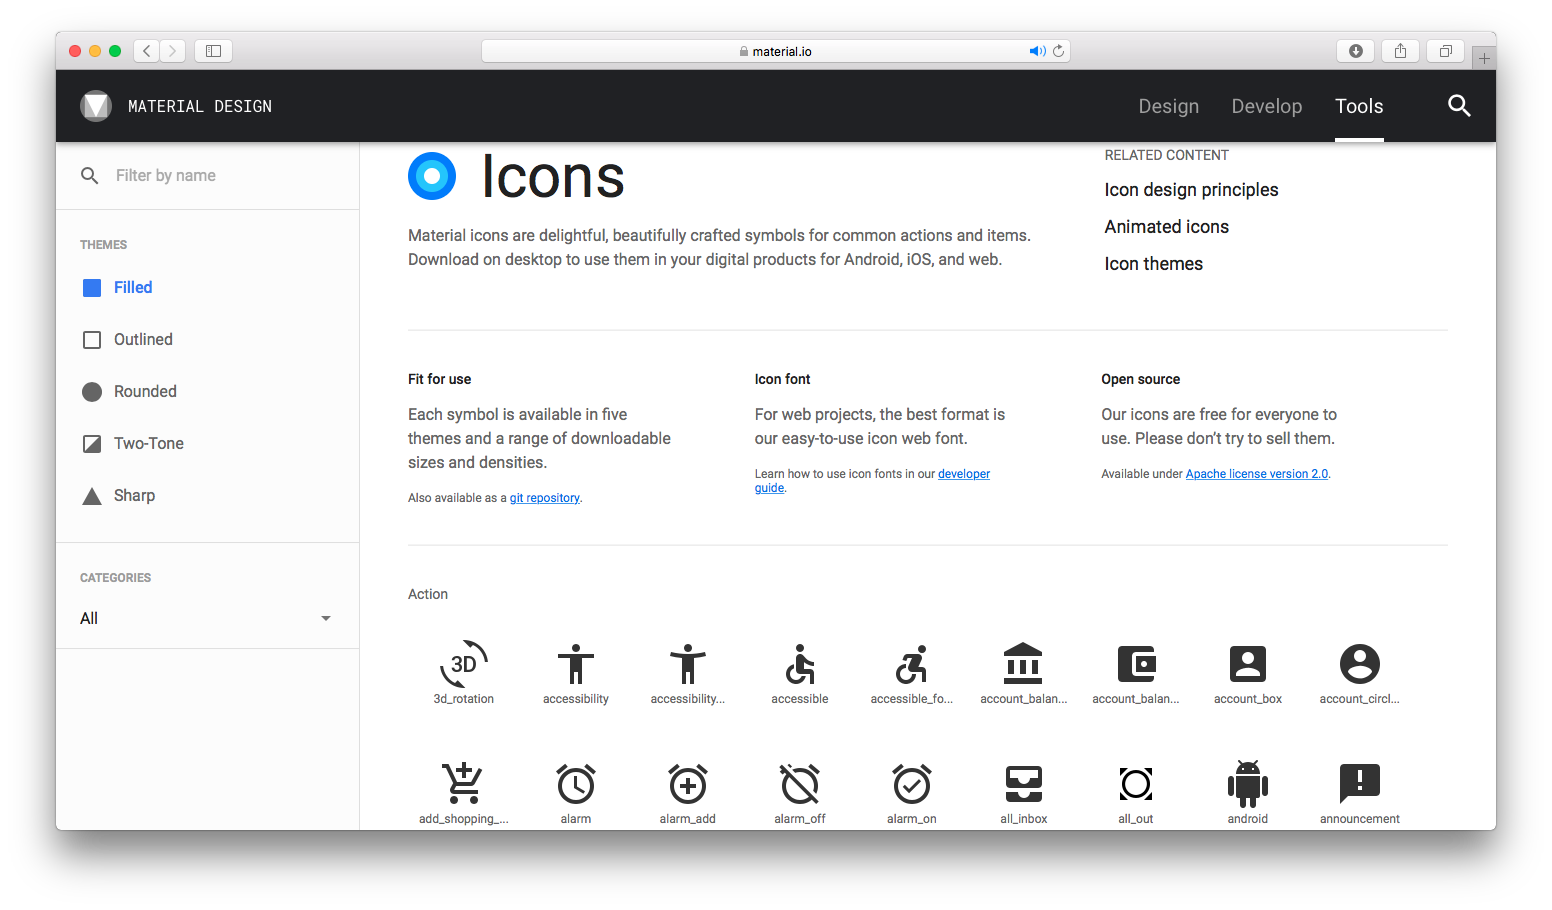 material.io
MATERIAL DESIGN
Design
Develop
Tools
Filter by name
THEMES
Filled
Outlined
Rounded
Two-Tone
Sharp
CATEGORIES
All
Icons
Material icons are delightful, beautifully crafted symbols for common actions and items.
Download on desktop to use them in your digital products for Android, iOS, and web.
RELATED CONTENT
Icon design principles
Animated icons
Icon themes
Fit for use
Each symbol is available in five
themes and a range of downloadable
sizes and densities.
Also available as a git repository.
Icon font
For web projects, the best format is
our easy-to-use icon web font.
Learn how to use icon fonts in our developer
guide.
Open source
Our icons are free for everyone to
use. Please don’t try to sell them.
Available under Apache license version 2.0.
Action
3D
3d_rotation
accessibility
accessibility...
accessible
accessible_fo...
account_balan...
account_balan...
account_box
account_circl...
add_shopping_...
alarm
alarm_add
alarm_off
alarm_on
all_inbox
all_out
android
announcement